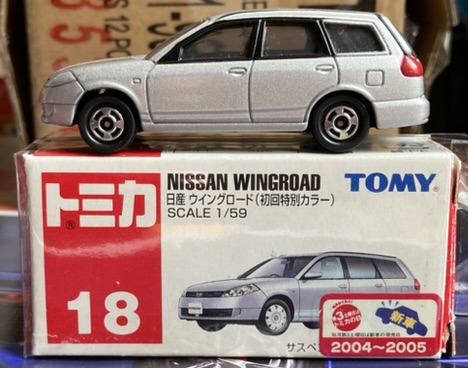 NISSAN WINGROAD
日産 ウイングロード(初回特別カラー)
SCALE 1/59
TOMY
トミカ
®
18
新車
サスペ
2004〜2005